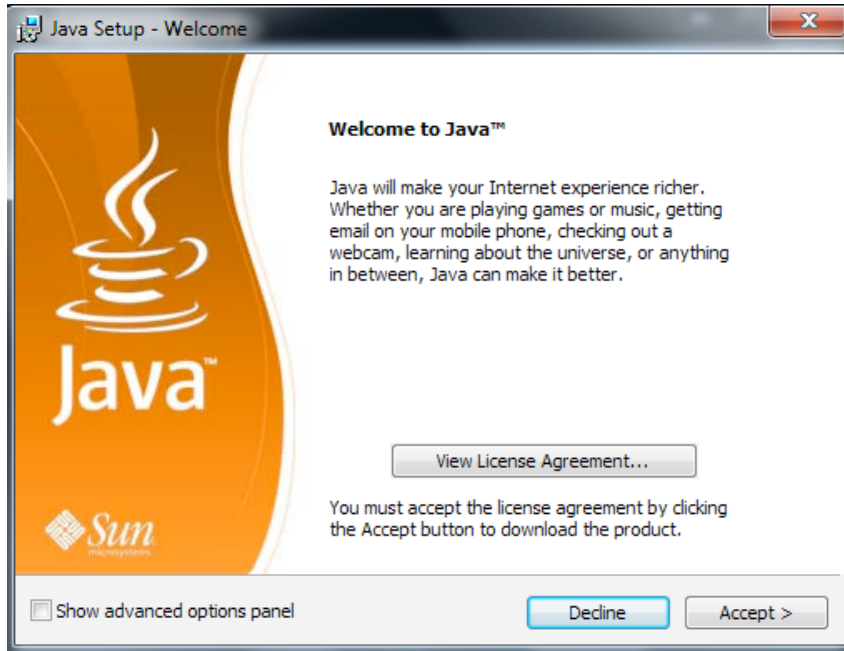 Java Setup - Welcome
Welcome to Java™
Java will make your Internet experience richer.
Whether you are playing games or music, getting
email on your mobile phone, checking out a
webcam, learning about the universe, or anything
in between, Java can make it better.
Java™
View License Agreement...
You must accept the license agreement by clicking
the Accept button to download the product.
Sun
microsystems
Show advanced options panel
Decline
Accept >